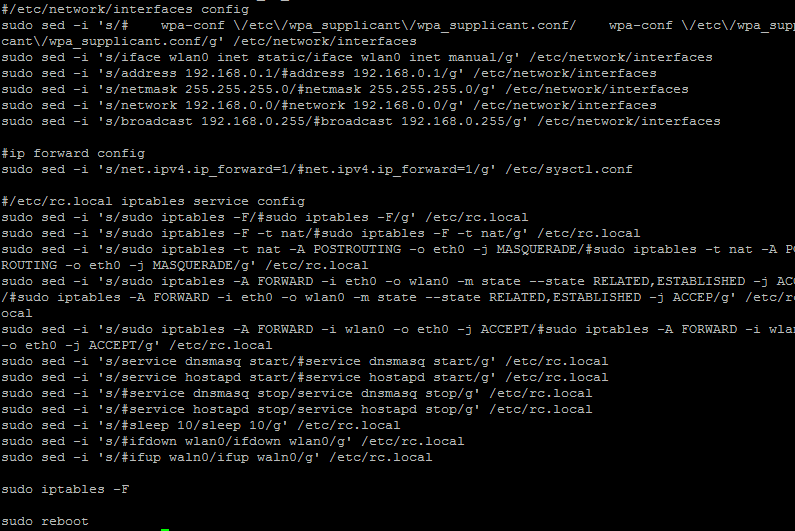 #/etc/network/interfaces config
sudo sed -i 's/#    wpa-conf \/etc\/wpa_supplicant\/wpa_supplicant.conf/    wpa-conf \/etc\/wpa_supp
cant\/wpa_supplicant.conf/g' /etc/network/interfaces
sudo sed -i 's/iface wlan0 inet static/iface wlan0 inet manual/g' /etc/network/interfaces
sudo sed -i 's/address 192.168.0.1/#address 192.168.0.1/g' /etc/network/interfaces
sudo sed -i 's/netmask 255.255.255.0/#netmask 255.255.255.0/g' /etc/network/interfaces
sudo sed -i 's/network 192.168.0.0/#network 192.168.0.0/g' /etc/network/interfaces
sudo sed -i 's/broadcast 192.168.0.255/#broadcast 192.168.0.255/g' /etc/network/interfaces

#ip forward config
sudo sed -i 's/net.ipv4.ip_forward=1/#net.ipv4.ip_forward=1/g' /etc/sysctl.conf

#/etc/rc.local iptables service config
sudo sed -i 's/sudo iptables -F/#sudo iptables -F/g' /etc/rc.local
sudo sed -i 's/sudo iptables -F -t nat/#sudo iptables -F -t nat/g' /etc/rc.local
sudo sed -i 's/sudo iptables -t nat -A POSTROUTING -o eth0 -j MASQUERADE/#sudo iptables -t nat -A PO
ROUTING -o eth0 -j MASQUERADE/g' /etc/rc.local
sudo sed -i 's/sudo iptables -A FORWARD -i eth0 -o wlan0 -m state --state RELATED,ESTABLISHED -j ACC
/#sudo iptables -A FORWARD -i eth0 -o wlan0 -m state --state RELATED,ESTABLISHED -j ACCEP/g' /etc/rc
ocal
sudo sed -i 's/sudo iptables -A FORWARD -i wlan0 -o eth0 -j ACCEPT/#sudo iptables -A FORWARD -i wlan
-o eth0 -j ACCEPT/g' /etc/rc.local
sudo sed -i 's/service dnsmasq start/#service dnsmasq start/g' /etc/rc.local
sudo sed -i 's/service hostapd start/#service hostapd start/g' /etc/rc.local
sudo sed -i 's/#service dnsmasq stop/service dnsmasq stop/g' /etc/rc.local
sudo sed -i 's/#service hostapd stop/service hostapd stop/g' /etc/rc.local
sudo sed -i 's/#sleep 10/sleep 10/g' /etc/rc.local
sudo sed -i 's/#ifdown wlan0/ifdown wlan0/g' /etc/rc.local
sudo sed -i 's/#ifup waln0/ifup waln0/g' /etc/rc.local

sudo iptables -F

sudo reboot